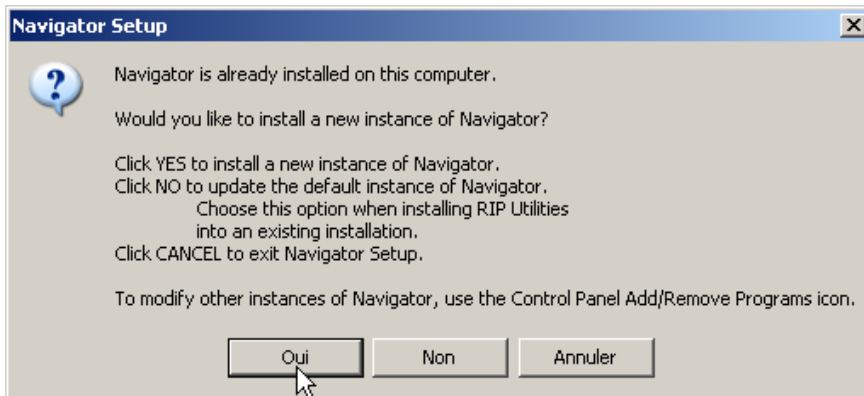 Navigator Setup
Navigator is already installed on this computer.
Would you like to install a new instance of Navigator?
Click YES to install a new instance of Navigator.
Click NO to update the default instance of Navigator.
Choose this option when installing RIP Utilities
into an existing installation.
Click CANCEL to exit Navigator Setup.
To modify other instances of Navigator, use the Control Panel Add/Remove Programs icon.
Oui Non Annuler